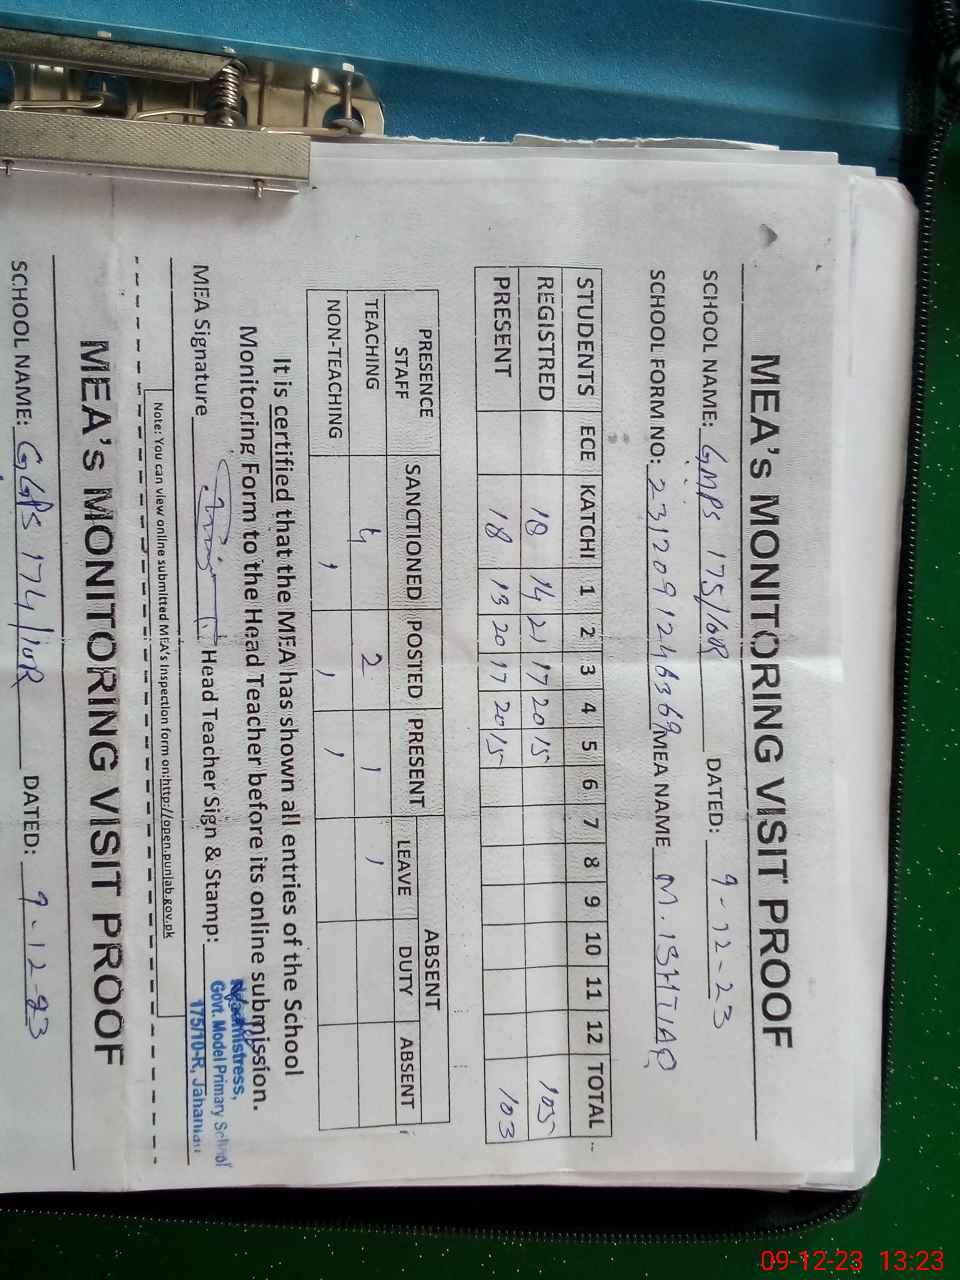 MEA's MONITORING VISIT PROOF
SCHOOL NAME: GMPS 175/10R DATED: 9-12-23
SCHOOL FORM NO: 2312091246369 MEA NAME M. ISHTIAQ
STUDENTS ECE KATCHI 1 2 3 4 5 6 7 8 9 10 11 12 TOTAL
REGISTRED 18 14 21 17 20 15 105
PRESENT 18 13 20 17 20 15 103
PRESENCE STAFF SANCTIONED POSTED PRESENT ABSENT
LEAVE DUTY ABSENT
TEACHING 4 2 1 1
NON-TEACHING 1 1 1
It is certified that the MEA has shown all entries of the School
Monitoring Form to the Head Teacher before its online submission.
MEA Signature Head Teacher Sign & Stamp:
Headmistress,
Govt. Model Primary School
175/10-R, Jahanian
Note: You can view online submitted MEA's inspection form on:http://open.punjab.gov.pk
MEA's MONITORING VISIT PROOF
SCHOOL NAME: GGPS 174/10R DATED: 9-12-23
09-12-23 13:23